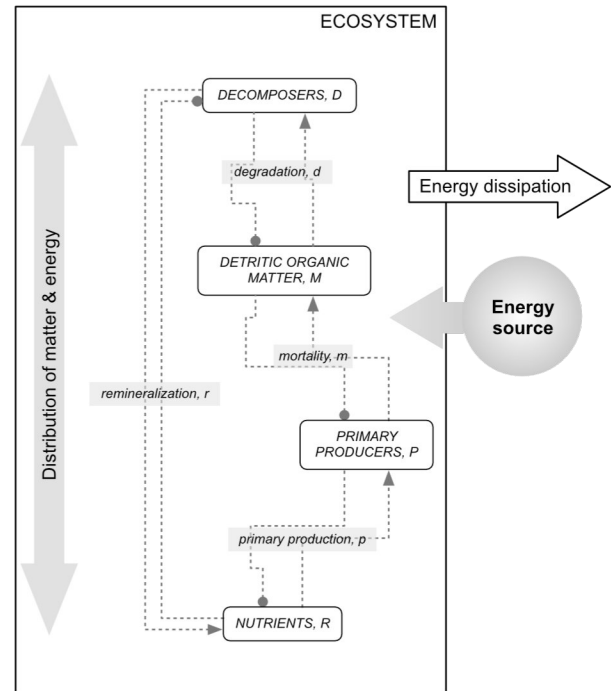 ECOSYSTEM
DECOMPOSERS, D
degradation, d
Energy dissipation
DETRITIC ORGANIC
MATTER, M
Energy
source
mortality, m
Distribution of matter & energy
remineralization, r
PRIMARY
PRODUCERS, P
primary production, p
NUTRIENTS, R